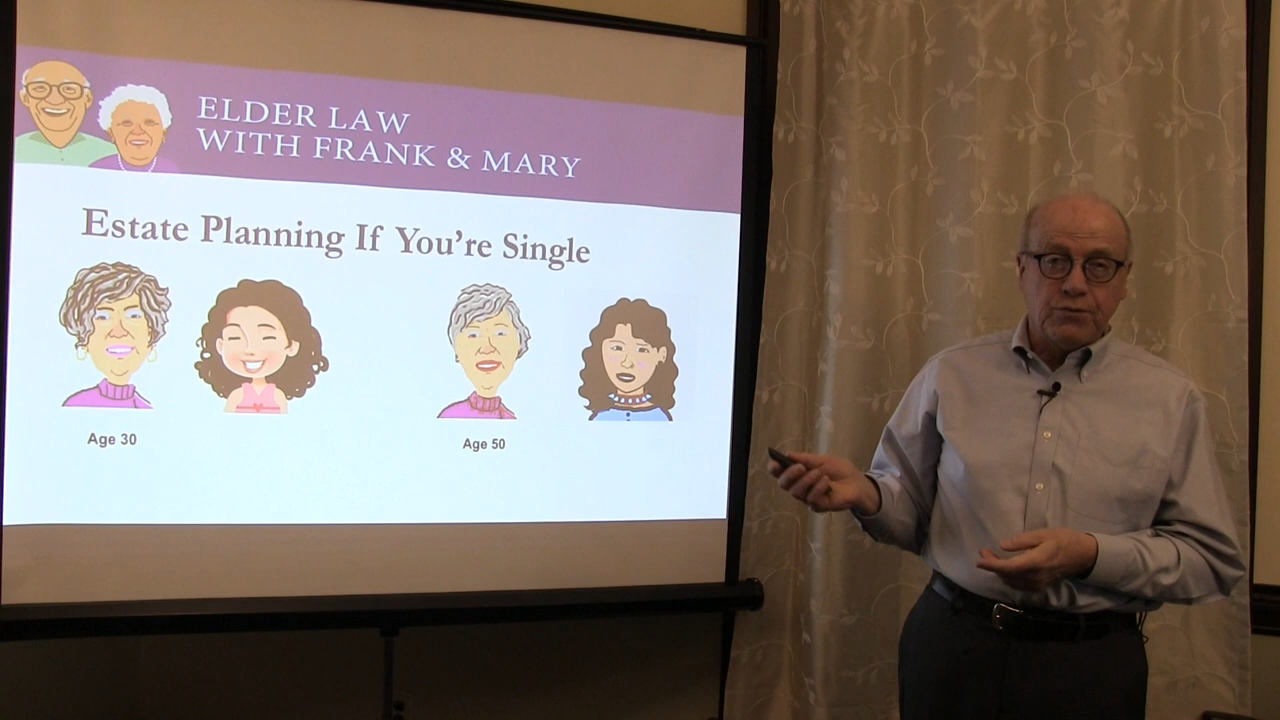 ELDER LAW
WITH FRANK & MARY
Estate Planning If You're Single
Age 30
Age 50